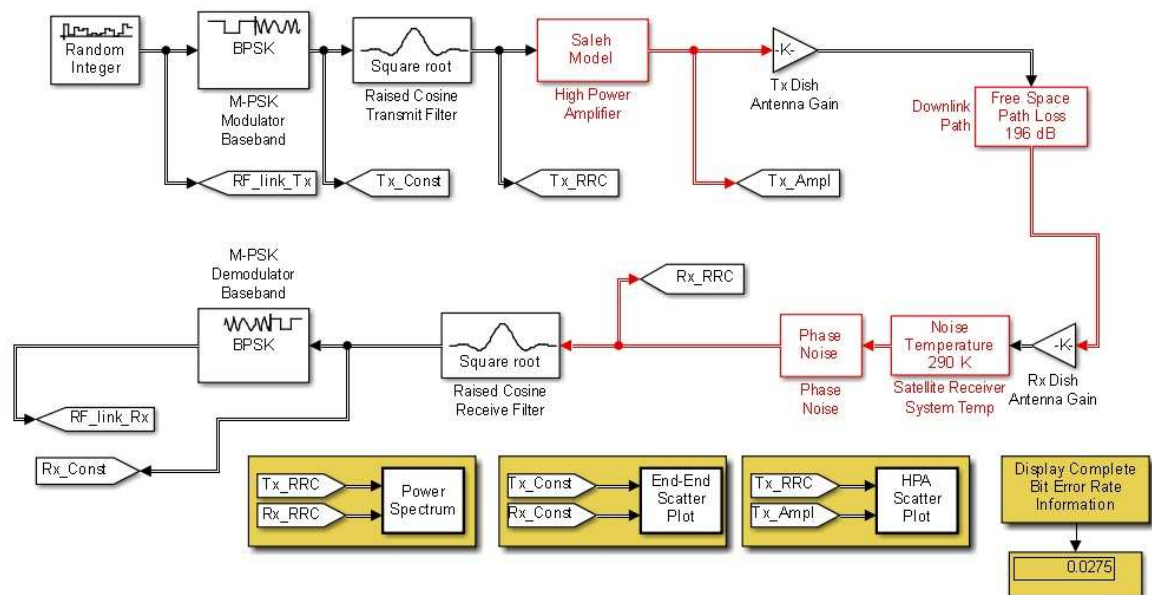 Random
Integer
BPSK
M-PSK
Modulator
Baseband
Square root
Raised Cosine
Transmit Filter
Saleh
Model
High Power
Amplifier
-K-
Tx Dish
Antenna Gain
Downlink
Path
Free Space
Path Loss
196 dB
RF_link_Tx
Tx_Const
Tx_RRC
Tx_Ampl
M-PSK
Demodulator
Baseband
BPSK
Square root
Raised Cosine
Receive Filter
Rx_RRC
Phase
Noise
Phase
Noise
Noise
Temperature
290 K
Satellite Receiver
System Temp
-K-
Rx Dish
Antenna Gain
RF_link_Rx
Rx_Const
Tx_RRC
Rx_RRC
Power
Spectrum
Tx_Const
Rx_Const
End-End
Scatter
Plot
Tx_RRC
Tx_Ampl
HPA
Scatter
Plot
Display Complete
Bit Error Rate
Information
0.0275